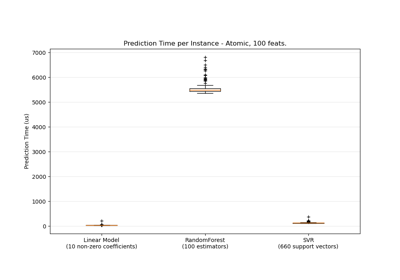 Prediction Time per Instance - Atomic, 100 feats.
7000
6000
5000
4000
3000
2000
1000
0
Prediction Time (us)
Linear Model
(10 non-zero coefficients)
RandomForest
(100 estimators)
SVR
(660 support vectors)